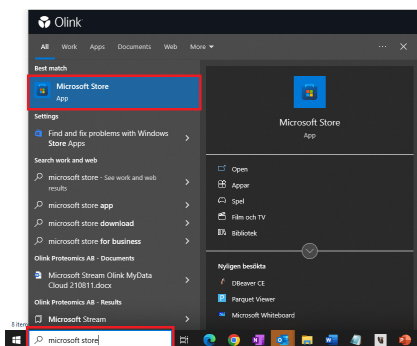 Olink
All Work Apps Documents Web More
Best match
Microsoft Store
App
Settings
Find and fix problems with Windows
Store Apps
Search work and web
microsoft store - See work and web
results
microsoft store app
microsoft store download
microsoft store for business
Olink Proteomics AB - Documents
Microsoft Stream Olink MyData
Cloud 210811.docx
Olink Proteomics AB - Results
Microsoft Stream
Microsoft Store
App
Open
Appar
Spel
Film och TV
Bibliotek
Nyligen besökta
DBeaver CE
Parquet Viewer
Microsoft Whiteboard
8 item
microsoft store